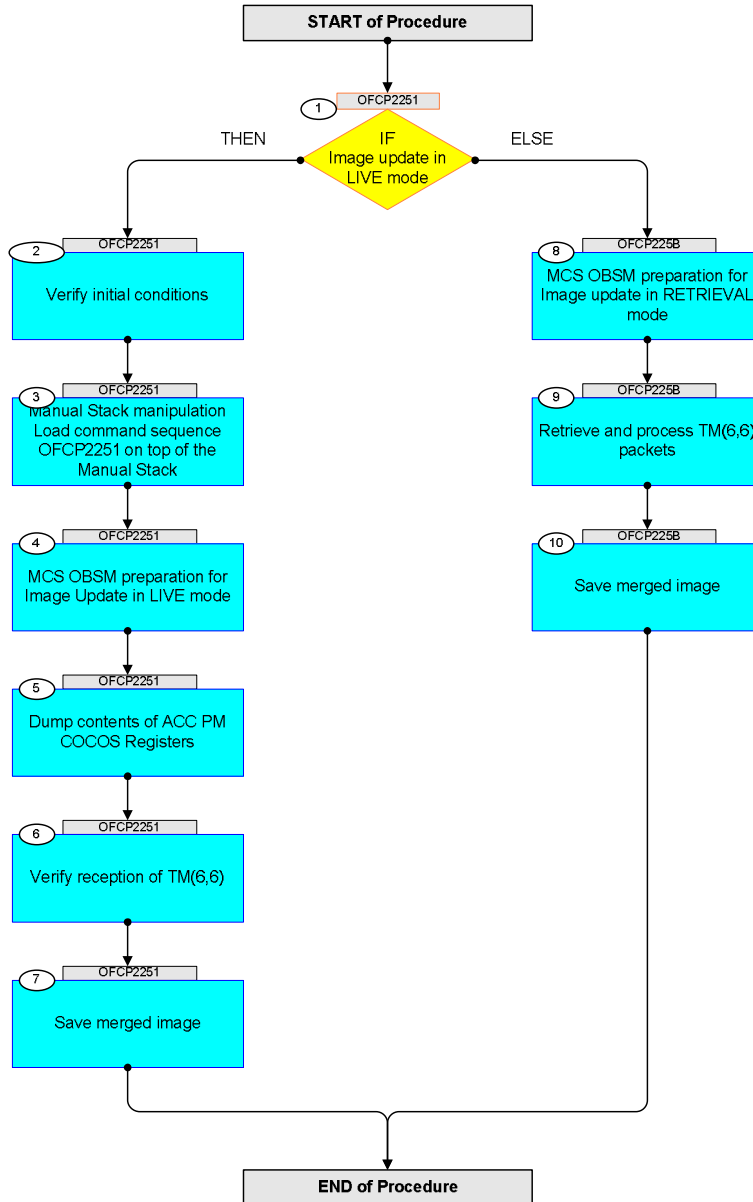 START of Procedure
OFCP2251
1
IF
Image update in
LIVE mode
THEN
ELSE
OFCP2251
2
Verify initial conditions
OFCP2251
3
Manual Stack manipulation
Load command sequence
OFCP2251 on top of the
Manual Stack
OFCP2251
4
MCS OBSM preparation for
Image Update in LIVE mode
OFCP2251
5
Dump contents of ACC PM
COCOS Registers
OFCP2251
6
Verify reception of TM(6,6)
OFCP2251
7
Save merged image
OFCP225B
8
MCS OBSM preparation for
Image update in RETRIEVAL
mode
OFCP225B
9
Retrieve and process TM(6,6)
packets
OFCP225B
10
Save merged image
END of Procedure